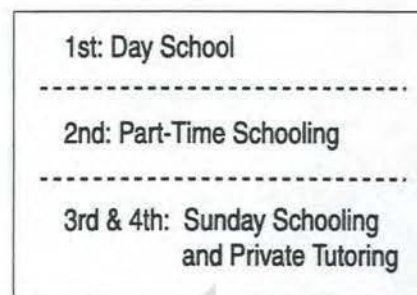 1st: Day School
2nd: Part-Time Schooling
3rd & 4th: Sunday Schooling
and Private Tutoring